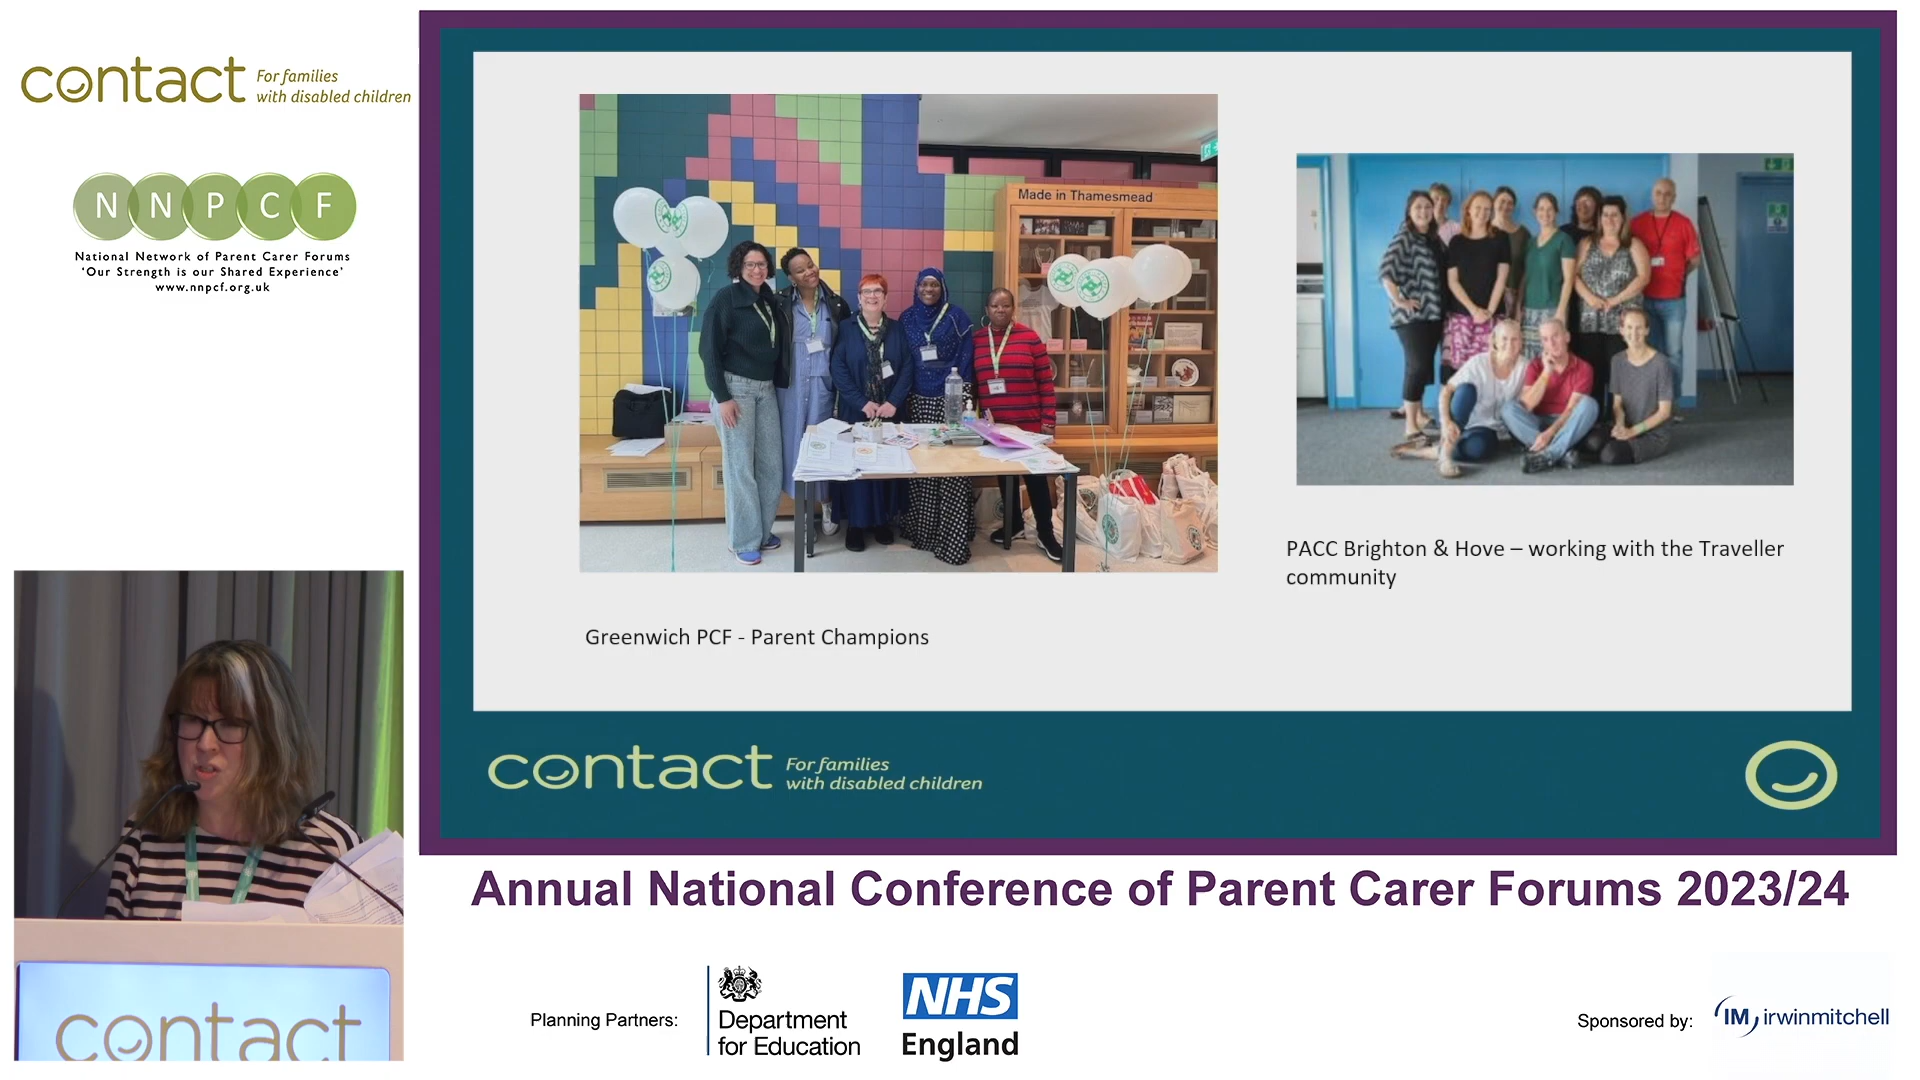 contact
For families
with disabled children
N N P C F
National Network of Parent Carer Forums
‘Our Strength is our Shared Experience’
www.nnpcf.org.uk
Made in Thamesmead
PACC Brighton & Hove – working with the Traveller
community
Greenwich PCF - Parent Champions
contact
For families
with disabled children
contact
Annual National Conference of Parent Carer Forums 2023/24
Planning Partners:
Department
for Education
NHS
England
Sponsored by:
IM irwinmitchell